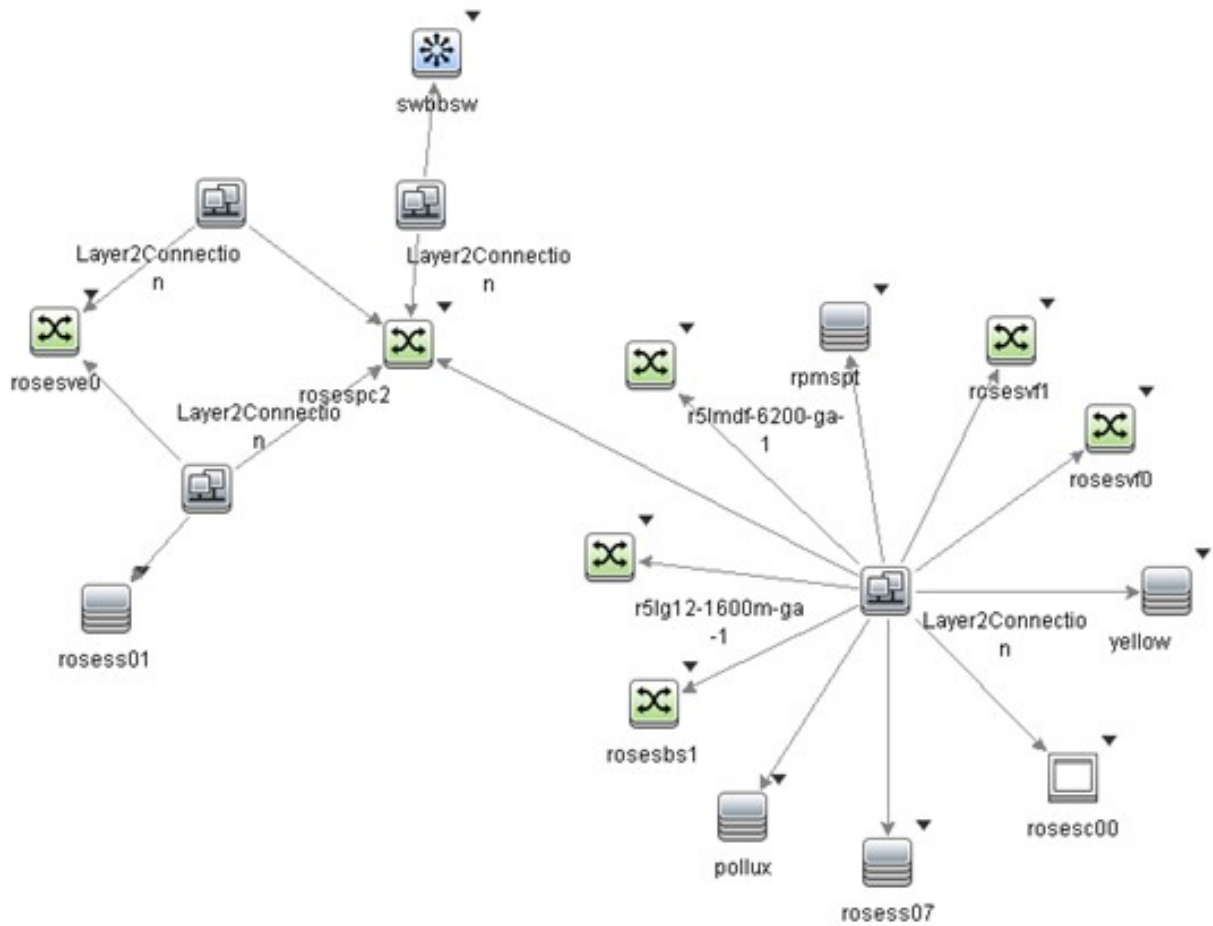 swbbsw
Layer2Connectio
n
Layer2Connectio
n
rosesve0
rosespc2
Layer2Connectio
n
rosess01
rpmspt
rosesvf1
r5lmdf-6200-ga-
1
rosesvf0
r5lg12-1600m-ga
-1
Layer2Connectio
n
yellow
rosesbs1
rosesc00
pollux
rosess07